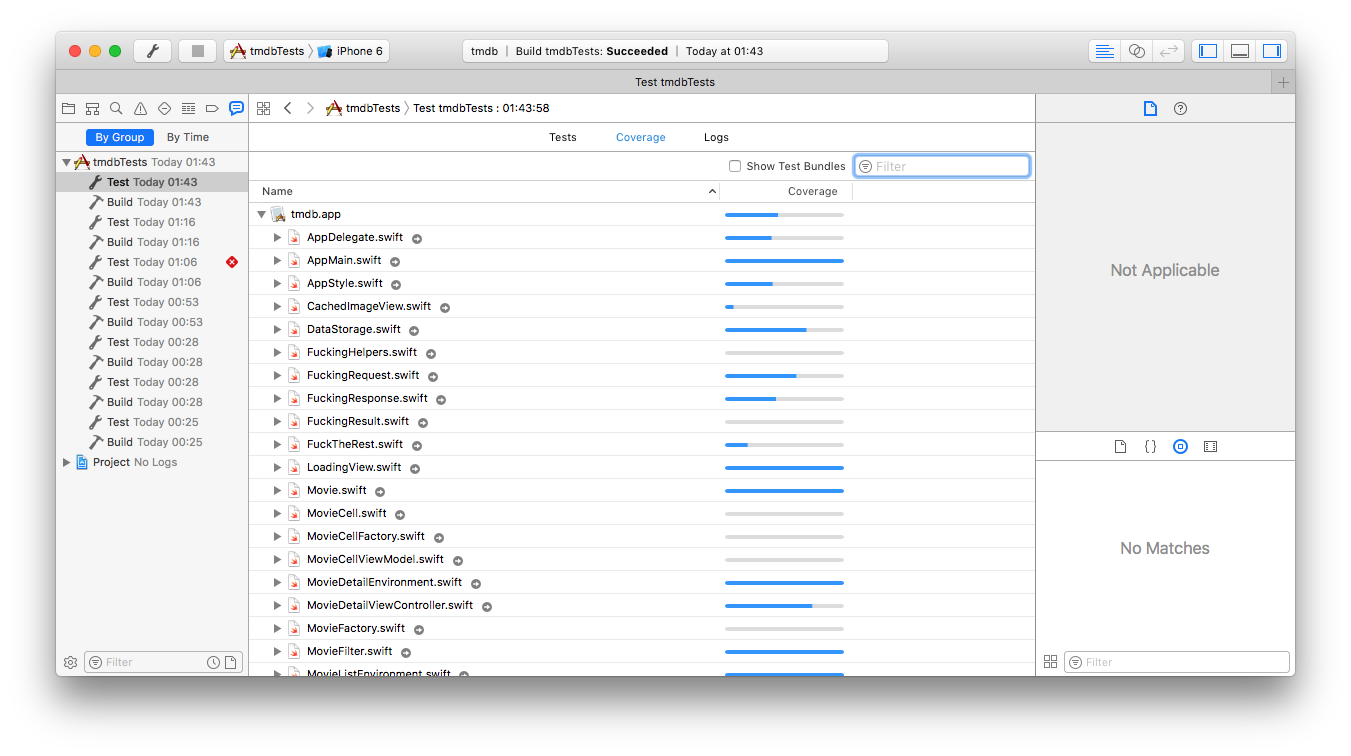 tmdbTests 〉 iPhone 6
tmdb | Build tmdbTests: Succeeded | Today at 01:43
Test tmdbTests
tmdbTests 〉 Test tmdbTests : 01:43:58
By Group By Time
Tests Coverage Logs
Show Test Bundles Filter
Name Coverage
tmdbTests Today 01:43
Test Today 01:43
Build Today 01:43
Test Today 01:16
Build Today 01:16
Test Today 01:06
Build Today 01:06
Test Today 00:53
Build Today 00:53
Test Today 00:28
Build Today 00:28
Test Today 00:28
Build Today 00:28
Test Today 00:25
Build Today 00:25
Project No Logs
Filter
tmdb.app
AppDelegate.swift
AppMain.swift
AppStyle.swift
CachedImageView.swift
DataStorage.swift
FuckingHelpers.swift
FuckingRequest.swift
FuckingResponse.swift
FuckingResult.swift
FuckTheRest.swift
LoadingView.swift
Movie.swift
MovieCell.swift
MovieCellFactory.swift
MovieCellViewModel.swift
MovieDetailEnvironment.swift
MovieDetailViewController.swift
MovieFactory.swift
MovieFilter.swift
MovieListEnvironment.swift
Not Applicable
No Matches
Filter